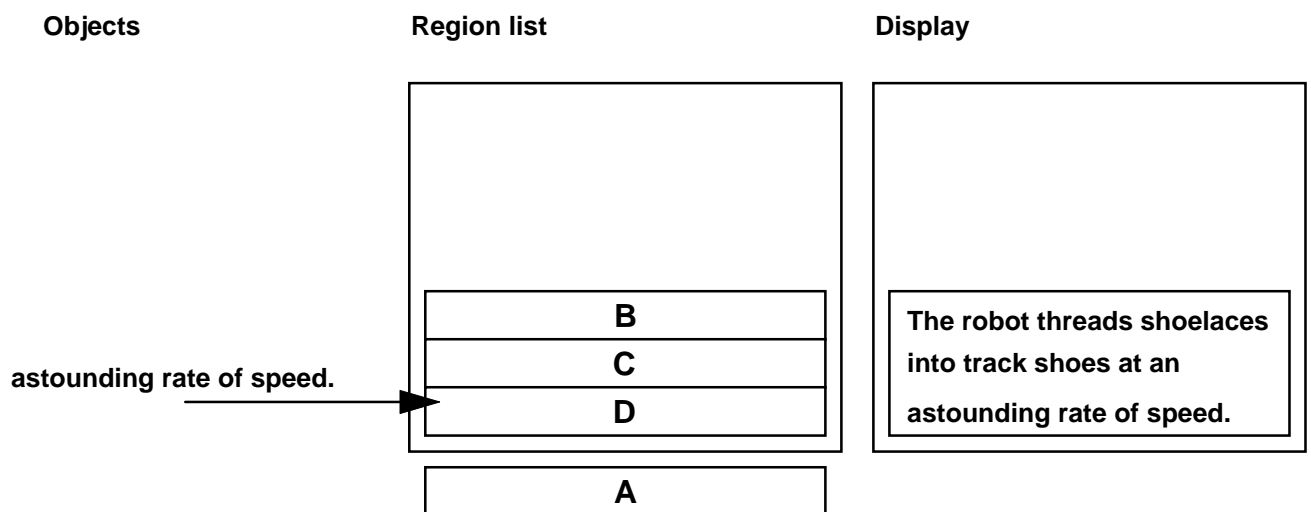 Objects Region list Display
B
C
D
A
astounding rate of speed.
The robot threads shoelaces
into track shoes at an
astounding rate of speed.